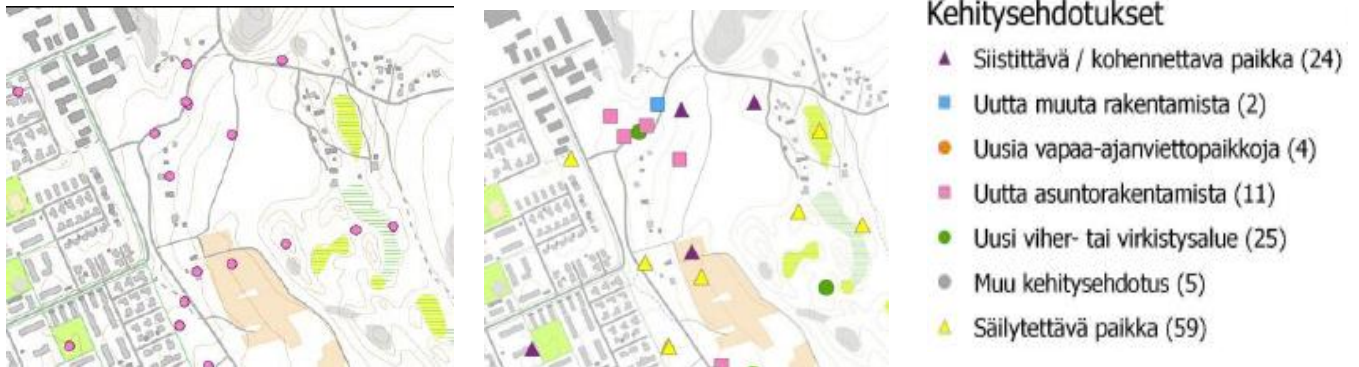 Kehitysehdotukset
Siistittävä / kohennettava paikka (24)
Uutta muuta rakentamista (2)
Uusia vapaa-ajanviettopaikkoja (4)
Uutta asuntorakentamista (11)
Uusi viher- tai virkistysalue (25)
Muu kehitysehdotus (5)
Säilytettävä paikka (59)